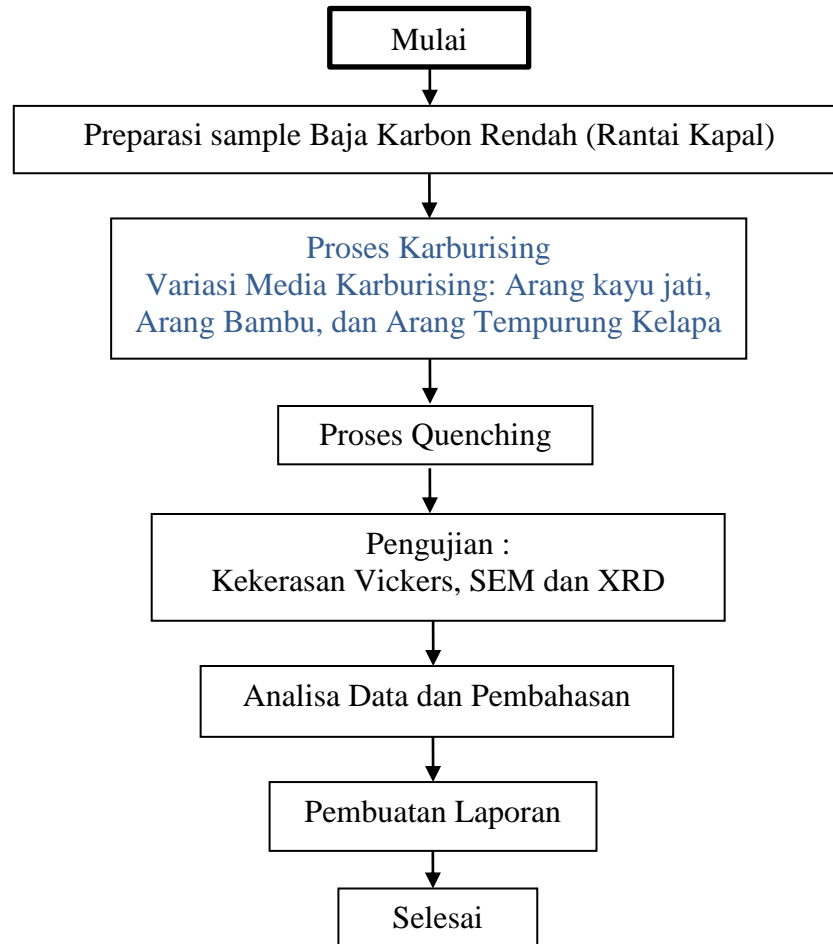 Mulai
Preparasi sample Baja Karbon Rendah (Rantai Kapal)
Proses Karburising
Variasi Media Karburising: Arang kayu jati,
Arang Bambu, dan Arang Tempurung Kelapa
Proses Quenching
Pengujian :
Kekerasan Vickers, SEM dan XRD
Analisa Data dan Pembahasan
Pembuatan Laporan
Selesai